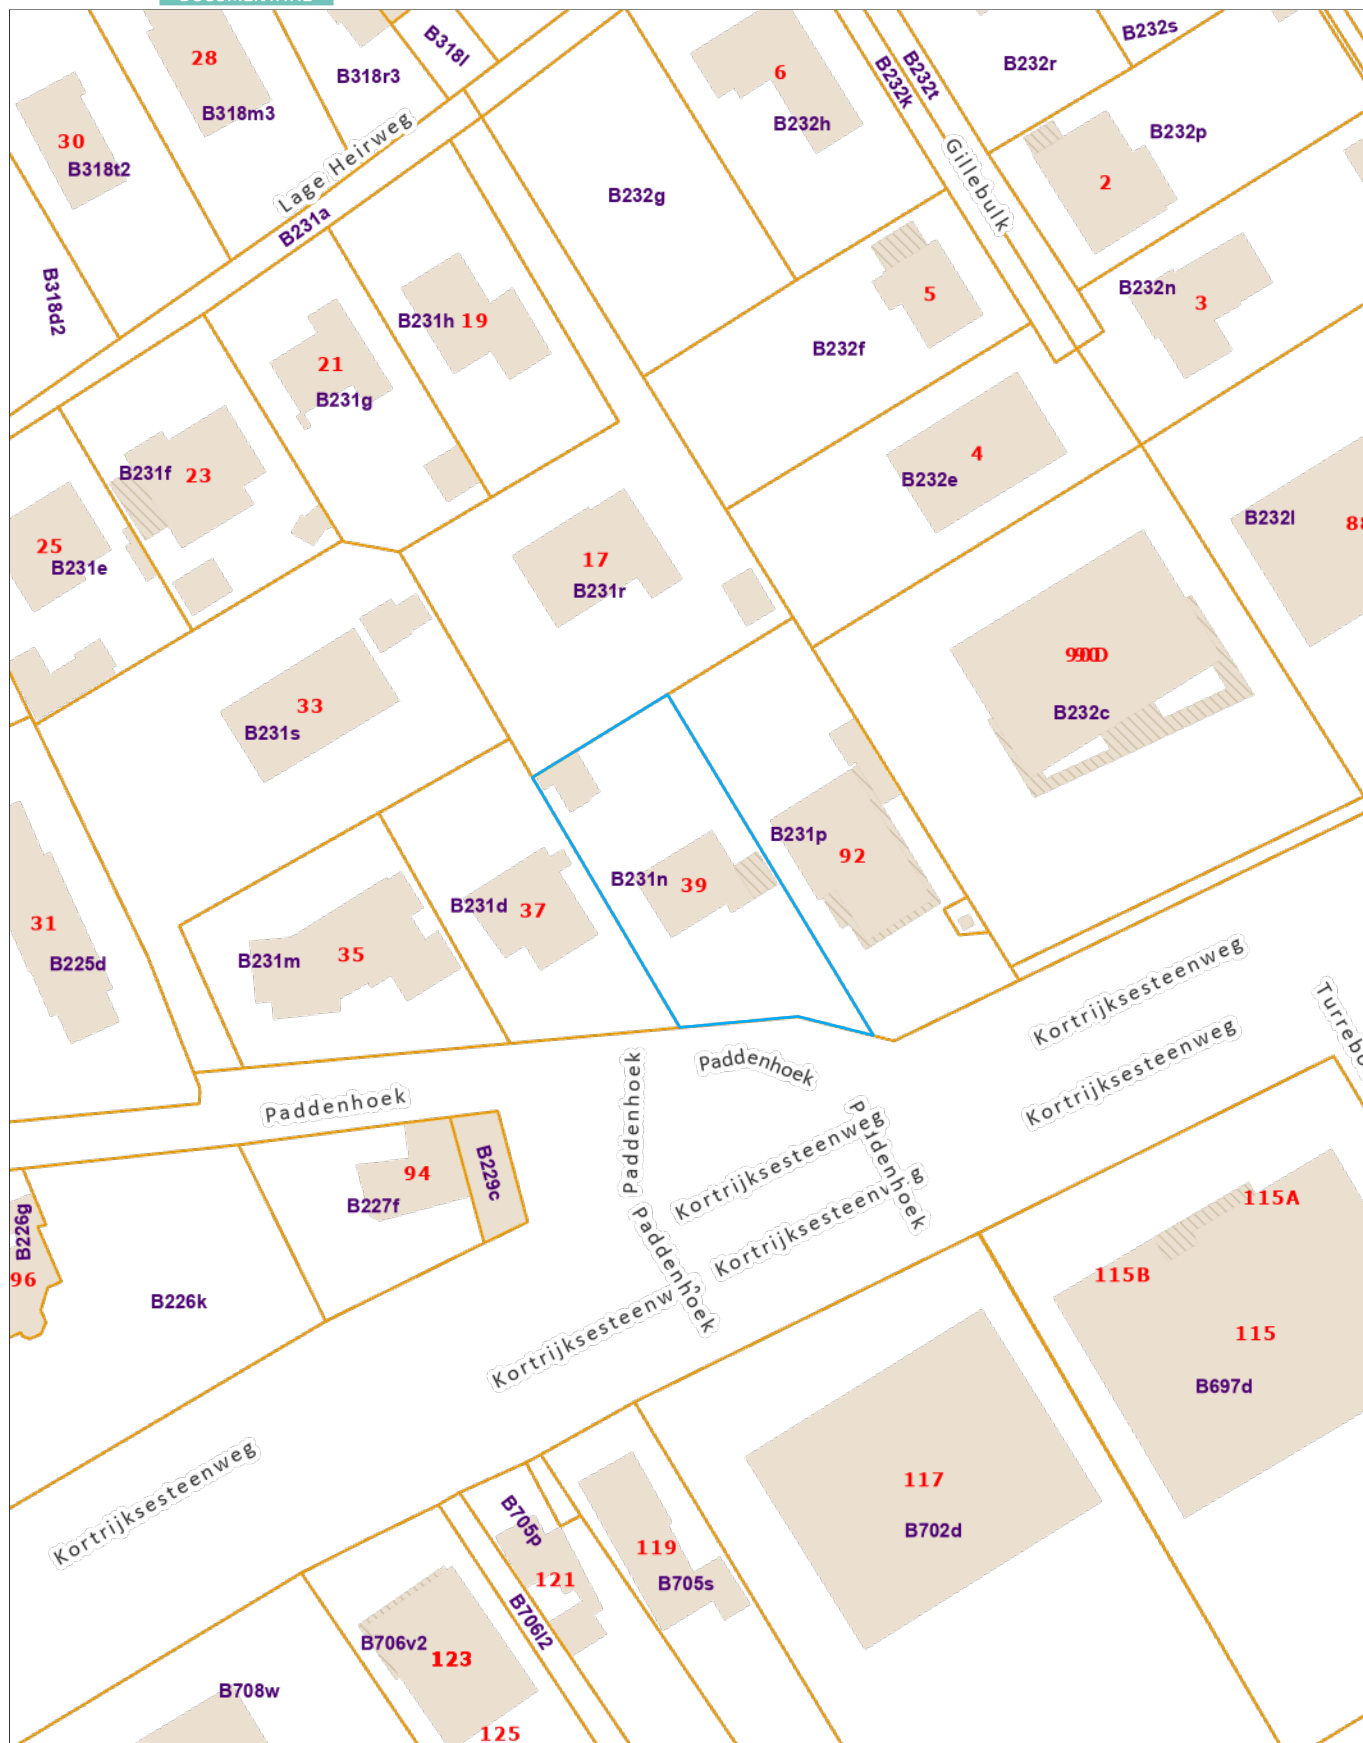 28
B318m3
B318r3
B318l
6
B232h
B232k
B232t
B232r
B232s
30
B318t2
Lage Heirweg
B231a
B232g
Gillebulk
B232p
2
B318d2
B231h 19
5
B232n
3
21
B231g
B232f
B231f
23
4
B232e
25
B231e
17
B231r
B232l
33
B231s
B232c
B231p
92
31
B225d
B231m
35
B231d
37
B231n
39
Kortrijksesteenweg
Kortrijksesteenweg
Paddenhoek
Paddenhoek
Paddenhoek
Paddenhoek
Kortrijksesteenweg
Kortrijksesteenweg
Paddenhoek
Kortrijksesteenweg
94
B227f
B229c
B226g
96
B226k
115A
115B
115
B697d
Kortrijksesteenweg
117
B702d
B705p
119
B705s
121
B706l2
B706v2
123
B708w
125